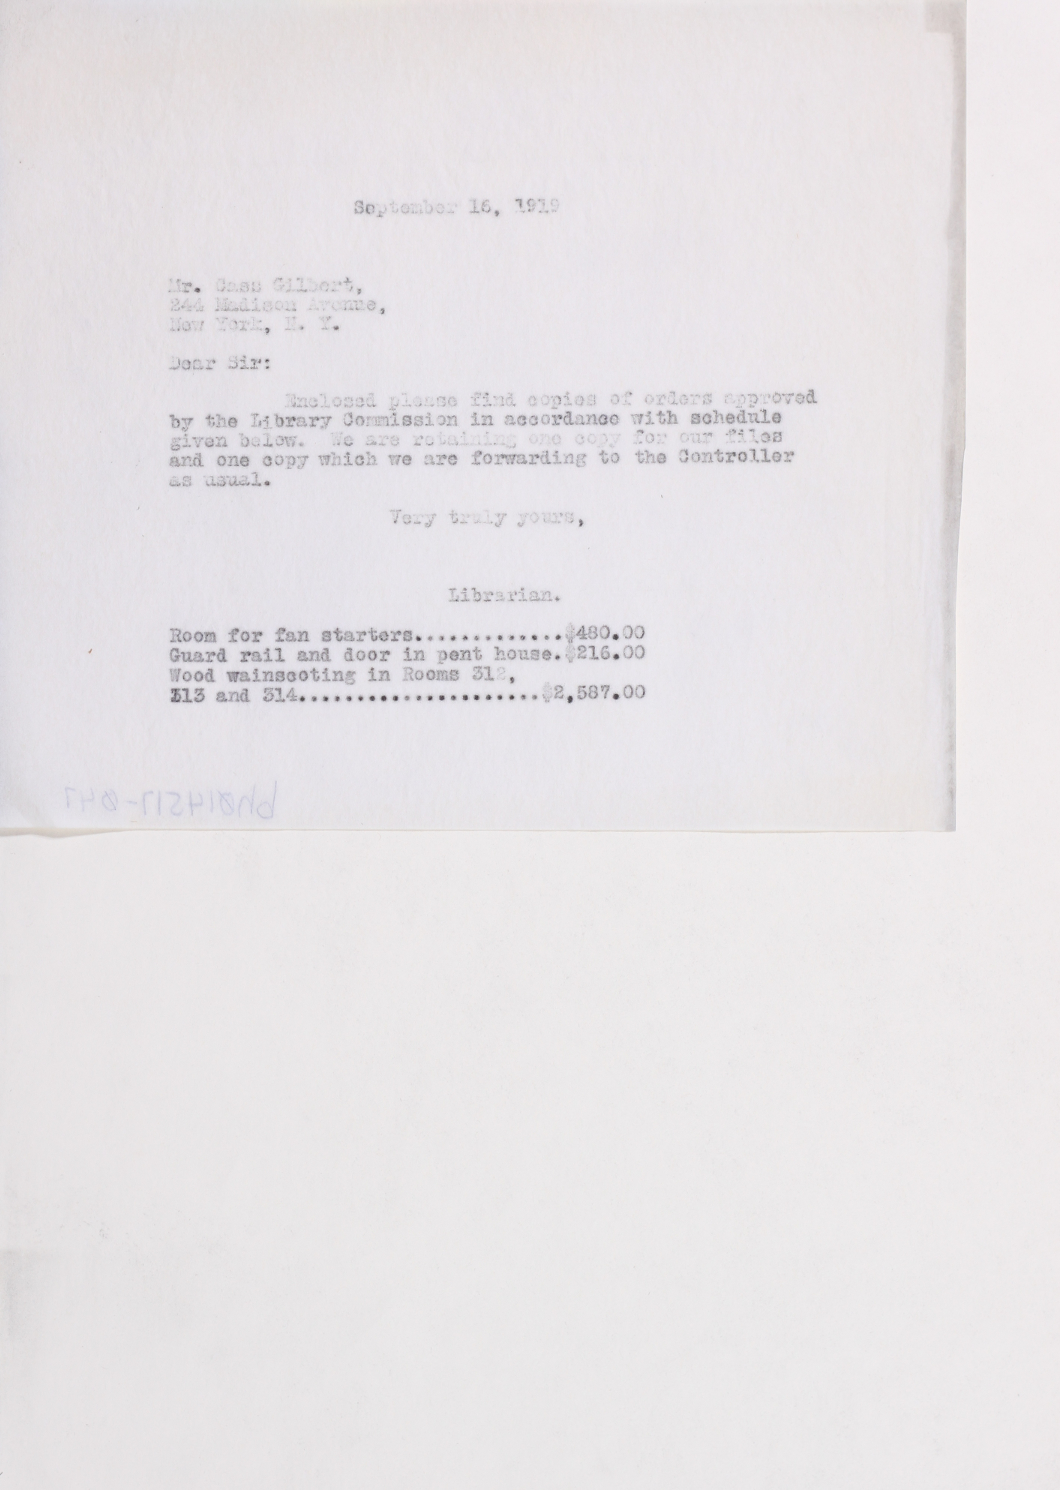 September 16, 1919
Mr. Cass Gilbert,
244 Madison Avenue,
New York, N. Y.
Dear Sir:
Enclosed please find copies of orders approved
by the Library Commission in accordance with schedule
given below. We are retaining one copy for our files
and one copy which we are forwarding to the Controller
as usual.
Very truly yours,
Librarian.
Room for fan starters.............$480.00
Guard rail and door in pent house.$216.00
Wood wainscoting in Rooms 312,
313 and 314.....................$2,587.00